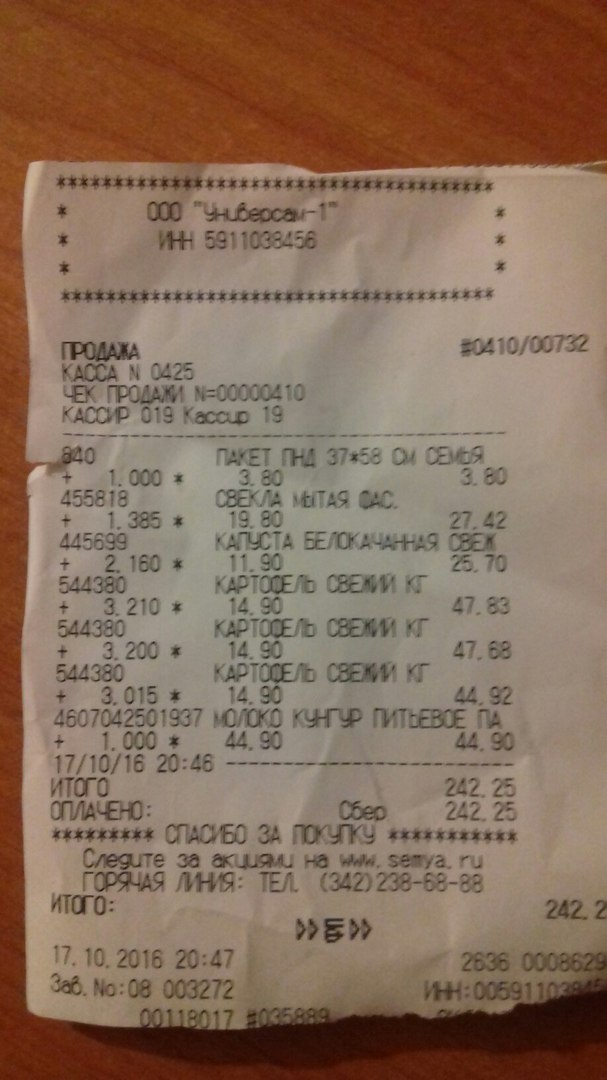 ****************************************
* ООО "Универсам-1" *
* ИНН 5911038456 *
* *
****************************************
ПРОДАЖА #0410/00732
КАССА N 0425
ЧЕК ПРОДАЖИ N=00000410
КАССИР 019 Кассир 19
----------------------------------------
840 ПАКЕТ ПНД 37*58 СМ СЕМЬЯ
+ 1,000 * 3,80 3,80
455818 СВЕКЛА МЫТАЯ ФАС.
+ 1,385 * 19,80 27,42
445699 КАПУСТА БЕЛОКАЧАННАЯ СВЕЖ
+ 2,160 * 11,90 25,70
544380 КАРТОФЕЛЬ СВЕЖИЙ КГ
+ 3,210 * 14,90 47,83
544380 КАРТОФЕЛЬ СВЕЖИЙ КГ
+ 3,200 * 14,90 47,68
544380 КАРТОФЕЛЬ СВЕЖИЙ КГ
+ 3,015 * 14,90 44,92
4607042501937 МОЛОКО КУНГУР ПИТЬЕВОЕ ПА
+ 1,000 * 44,90 44,90
17/10/16 20:46 -------------------------
ИТОГО 242,25
ОПЛАЧЕНО: Сбер 242,25
********* СПАСИБО ЗА ПОКУПКУ ***********
Следите за акциями на www.semya.ru
ГОРЯЧАЯ ЛИНИЯ: ТЕЛ. (342)238-68-88
ИТОГО: 242,2
17.10.2016 20:47 2636 0008629
Зав.No:08 003272 ИНН:0059110384
00118017 #035889